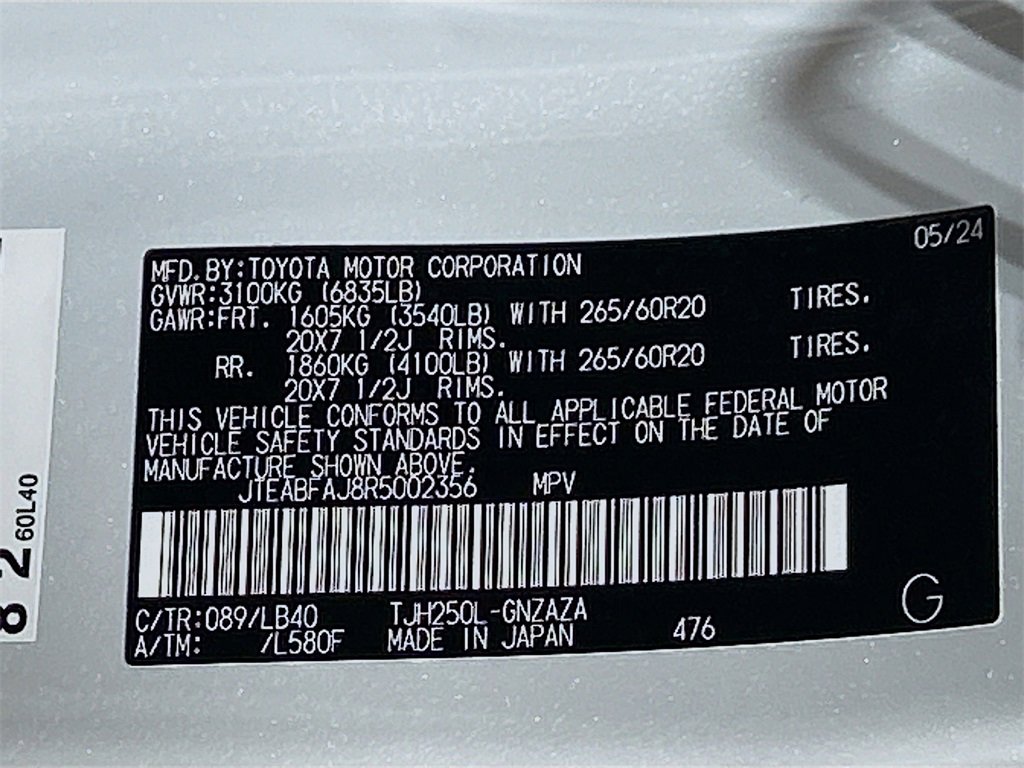 05/24
MFD.BY:TOYOTA MOTOR CORPORATION
GVWR:3100KG (6835LB)
GAWR:FRT. 1605KG (3540LB) WITH 265/60R20 TIRES.
20X7 1/2J RIMS.
RR. 1860KG (4100LB) WITH 265/60R20 TIRES.
20X7 1/2J RIMS.
THIS VEHICLE CONFORMS TO ALL APPLICABLE FEDERAL MOTOR
VEHICLE SAFETY STANDARDS IN EFFECT ON THE DATE OF
MANUFACTURE SHOWN ABOVE.
JTEABFAJ8R5002356 MPV
C/TR:089/LB40 TJH250L-GNZAZA
A/TM: /L580F MADE IN JAPAN 476
G
8 2
60L40